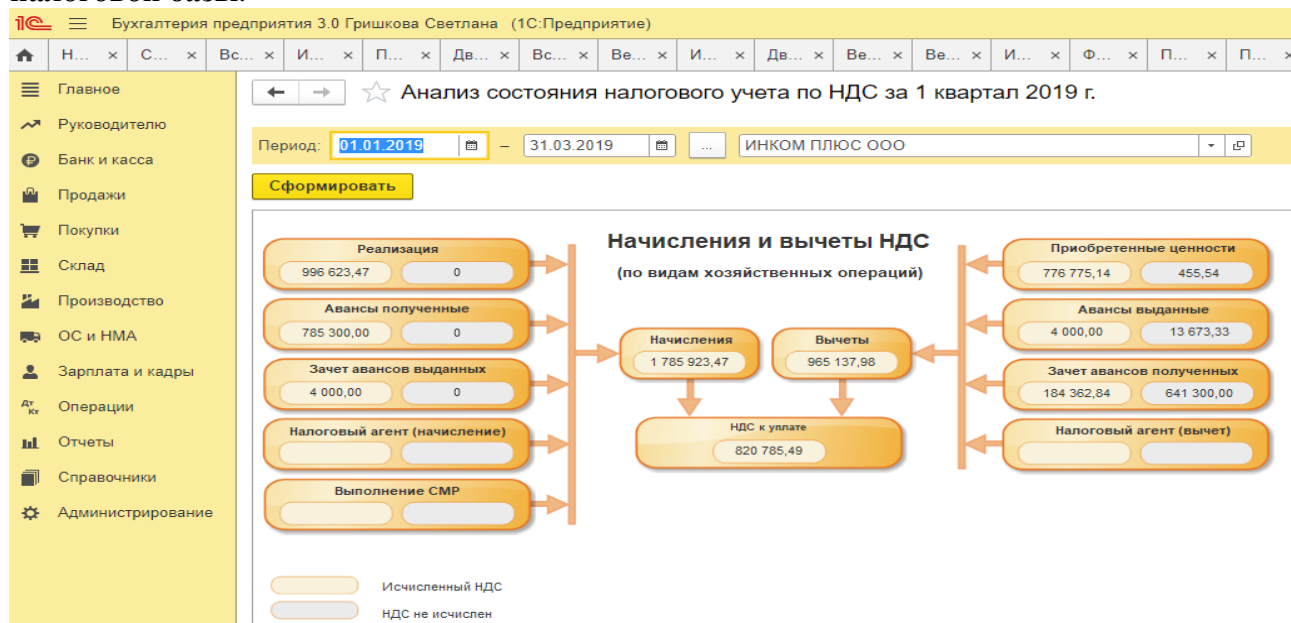 налоговой базы.
1С Бухгалтерия предприятия 3.0 Гришкова Светлана (1С:Предприятие)
Н... × С... × Вс... × И... × П... × Дв... × Вс... × Ве... × И... × Дв... × Ве... × Ве... × И... × Ф... × П... × П... ×
Главное
Руководителю
Банк и касса
Продажи
Покупки
Склад
Производство
ОС и НМА
Зарплата и кадры
Дт Кт Операции
Отчеты
Справочники
Администрирование
Анализ состояния налогового учета по НДС за 1 квартал 2019 г.
Период: 01.01.2019 – 31.03.2019 ... ИНКОМ ПЛЮС ООО
Сформировать
Начисления и вычеты НДС
(по видам хозяйственных операций)
Реализация
996 623,47 0
Авансы полученные
785 300,00 0
Зачет авансов выданных
4 000,00 0
Налоговый агент (начисление)
Выполнение СМР
Начисления
1 785 923,47
Вычеты
965 137,98
НДС к уплате
820 785,49
Приобретенные ценности
776 775,14 455,54
Авансы выданные
4 000,00 13 673,33
Зачет авансов полученных
184 362,84 641 300,00
Налоговый агент (вычет)
Исчисленный НДС
НДС не исчислен